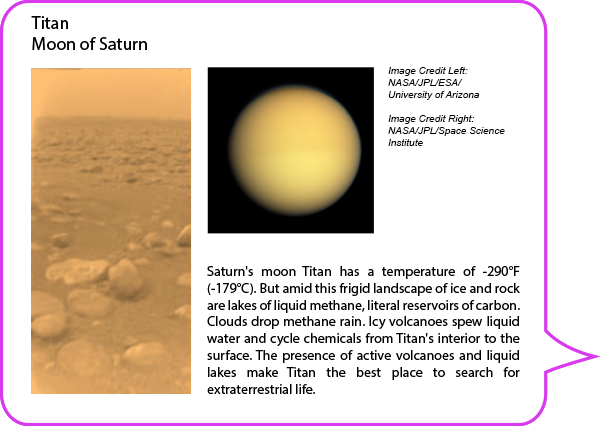 Titan
Moon of Saturn
Image Credit Left:
NASA/JPL/ESA/
University of Arizona
Image Credit Right:
NASA/JPL/Space Science
Institute
Saturn's moon Titan has a temperature of -290°F
(-179°C). But amid this frigid landscape of ice and rock
are lakes of liquid methane, literal reservoirs of carbon.
Clouds drop methane rain. Icy volcanoes spew liquid
water and cycle chemicals from Titan's interior to the
surface. The presence of active volcanoes and liquid
lakes make Titan the best place to search for
extraterrestrial life.